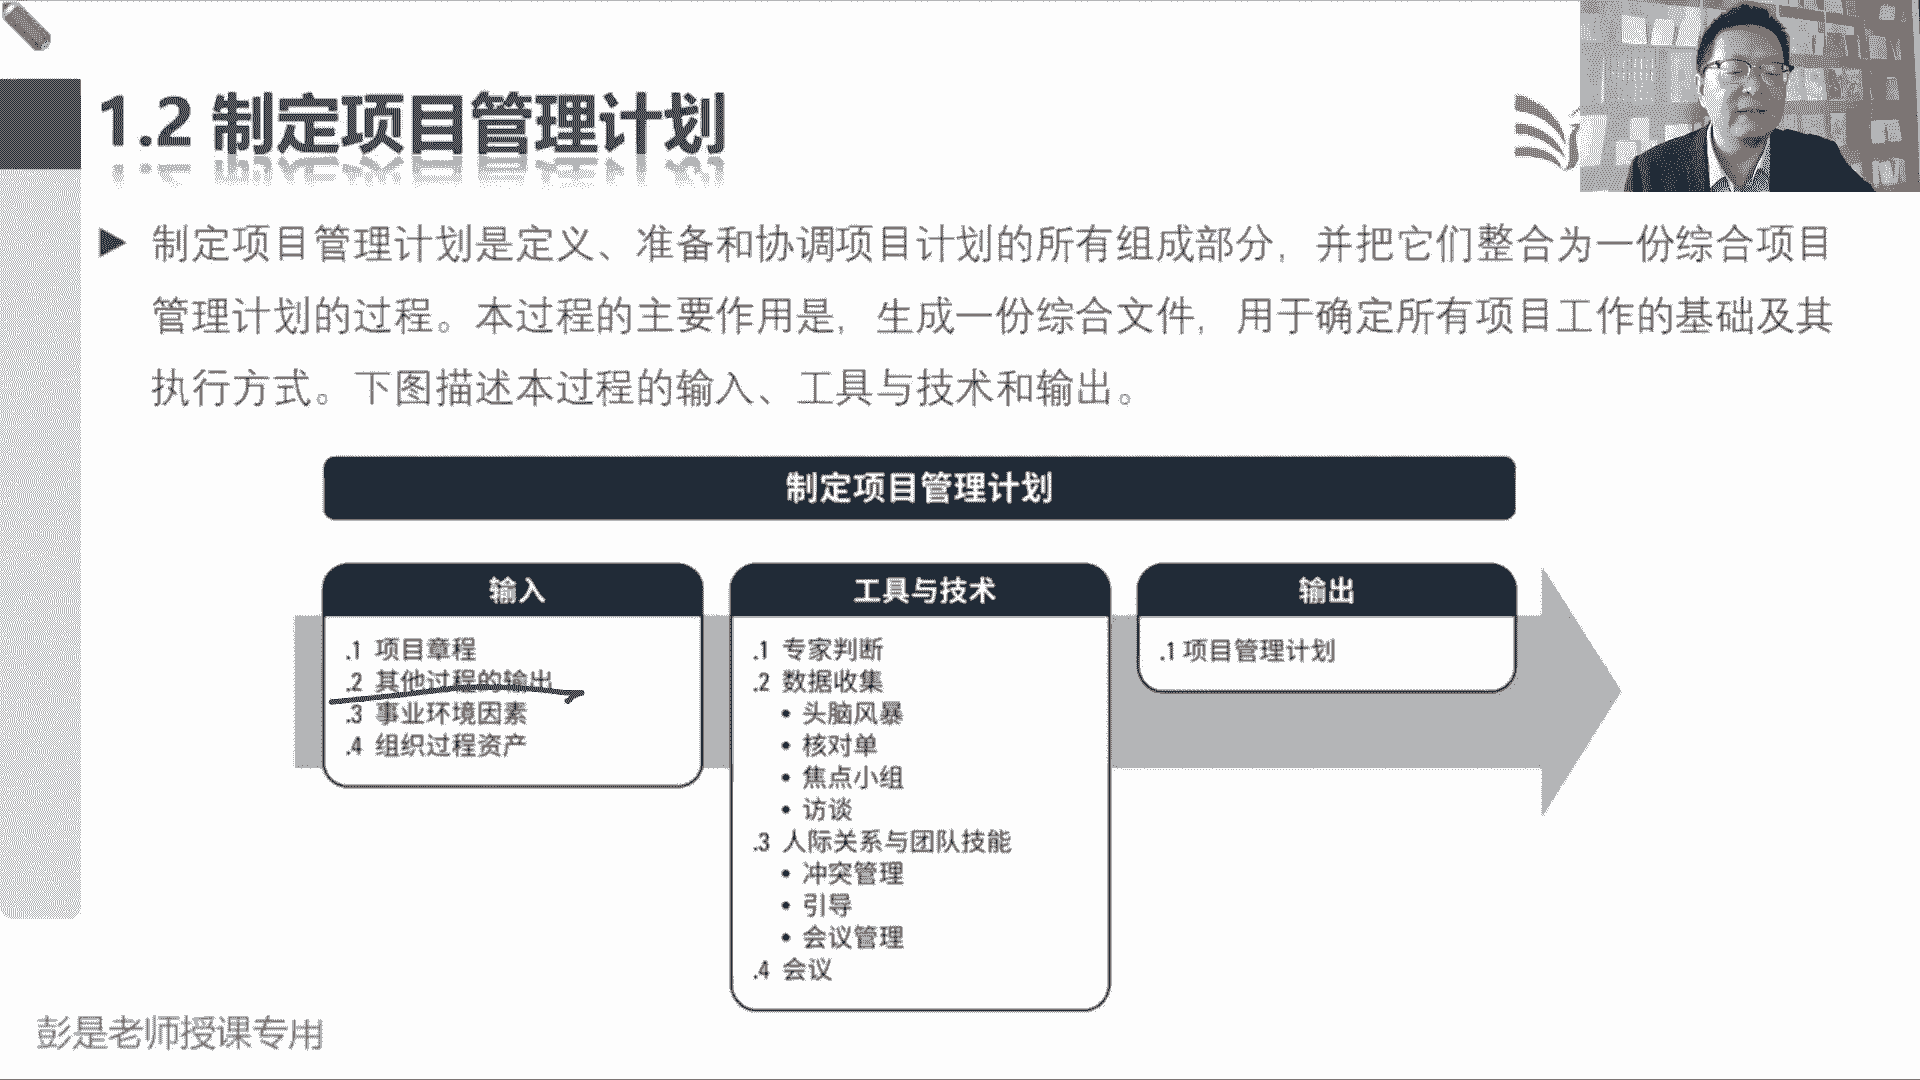 1.2 制定项目管理计划
制定项目管理计划是定义、准备和协调项目计划的所有组成部分，并把它们整合为一份综合项目
管理计划的过程。本过程的主要作用是，生成一份综合文件，用于确定所有项目工作的基础及其
执行方式。下图描述本过程的输入、工具与技术和输出。
制定项目管理计划
输入
.1 项目章程
.2 其他过程的输出
.3 事业环境因素
.4 组织过程资产
工具与技术
.1 专家判断
.2 数据收集
• 头脑风暴
• 核对单
• 焦点小组
• 访谈
.3 人际关系与团队技能
• 冲突管理
• 引导
• 会议管理
.4 会议
输出
.1 项目管理计划
彭是老师授课专用